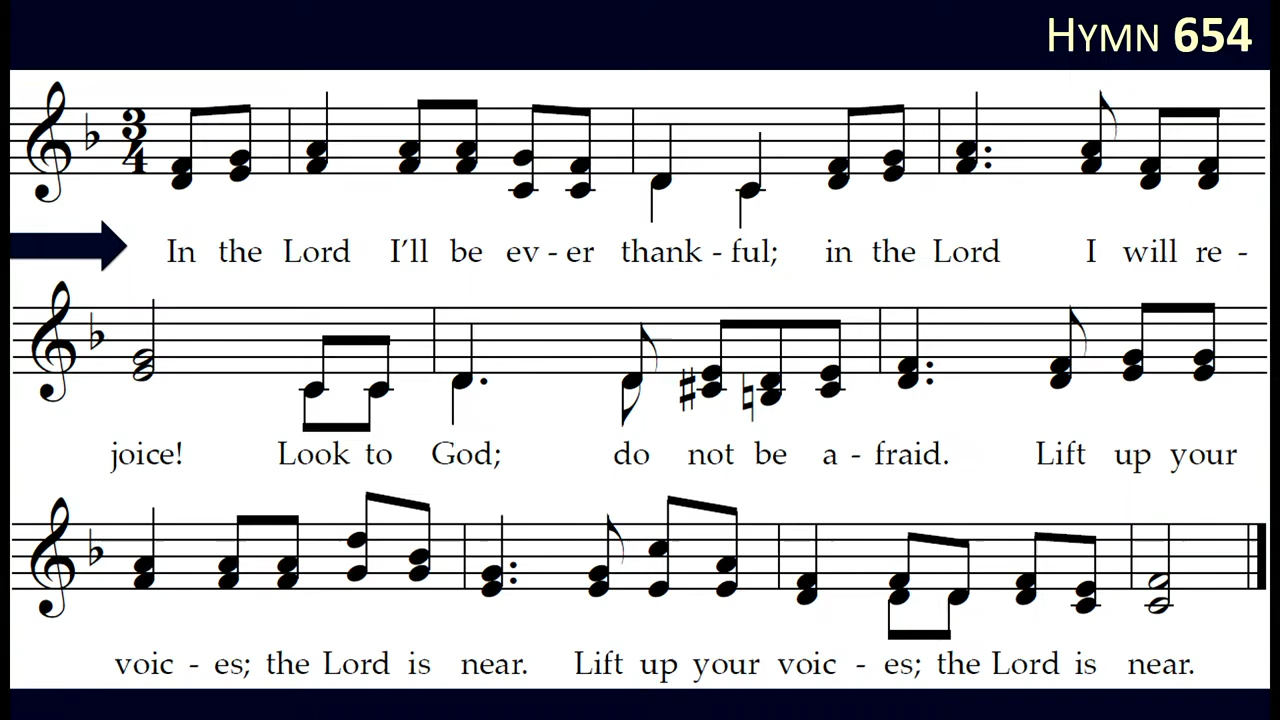 HYMN 654
3
4
In the Lord I'll be ev - er thank - ful; in the Lord I will re -
joice! Look to God; do not be a - fraid. Lift up your
voic - es; the Lord is near. Lift up your voic - es; the Lord is near.